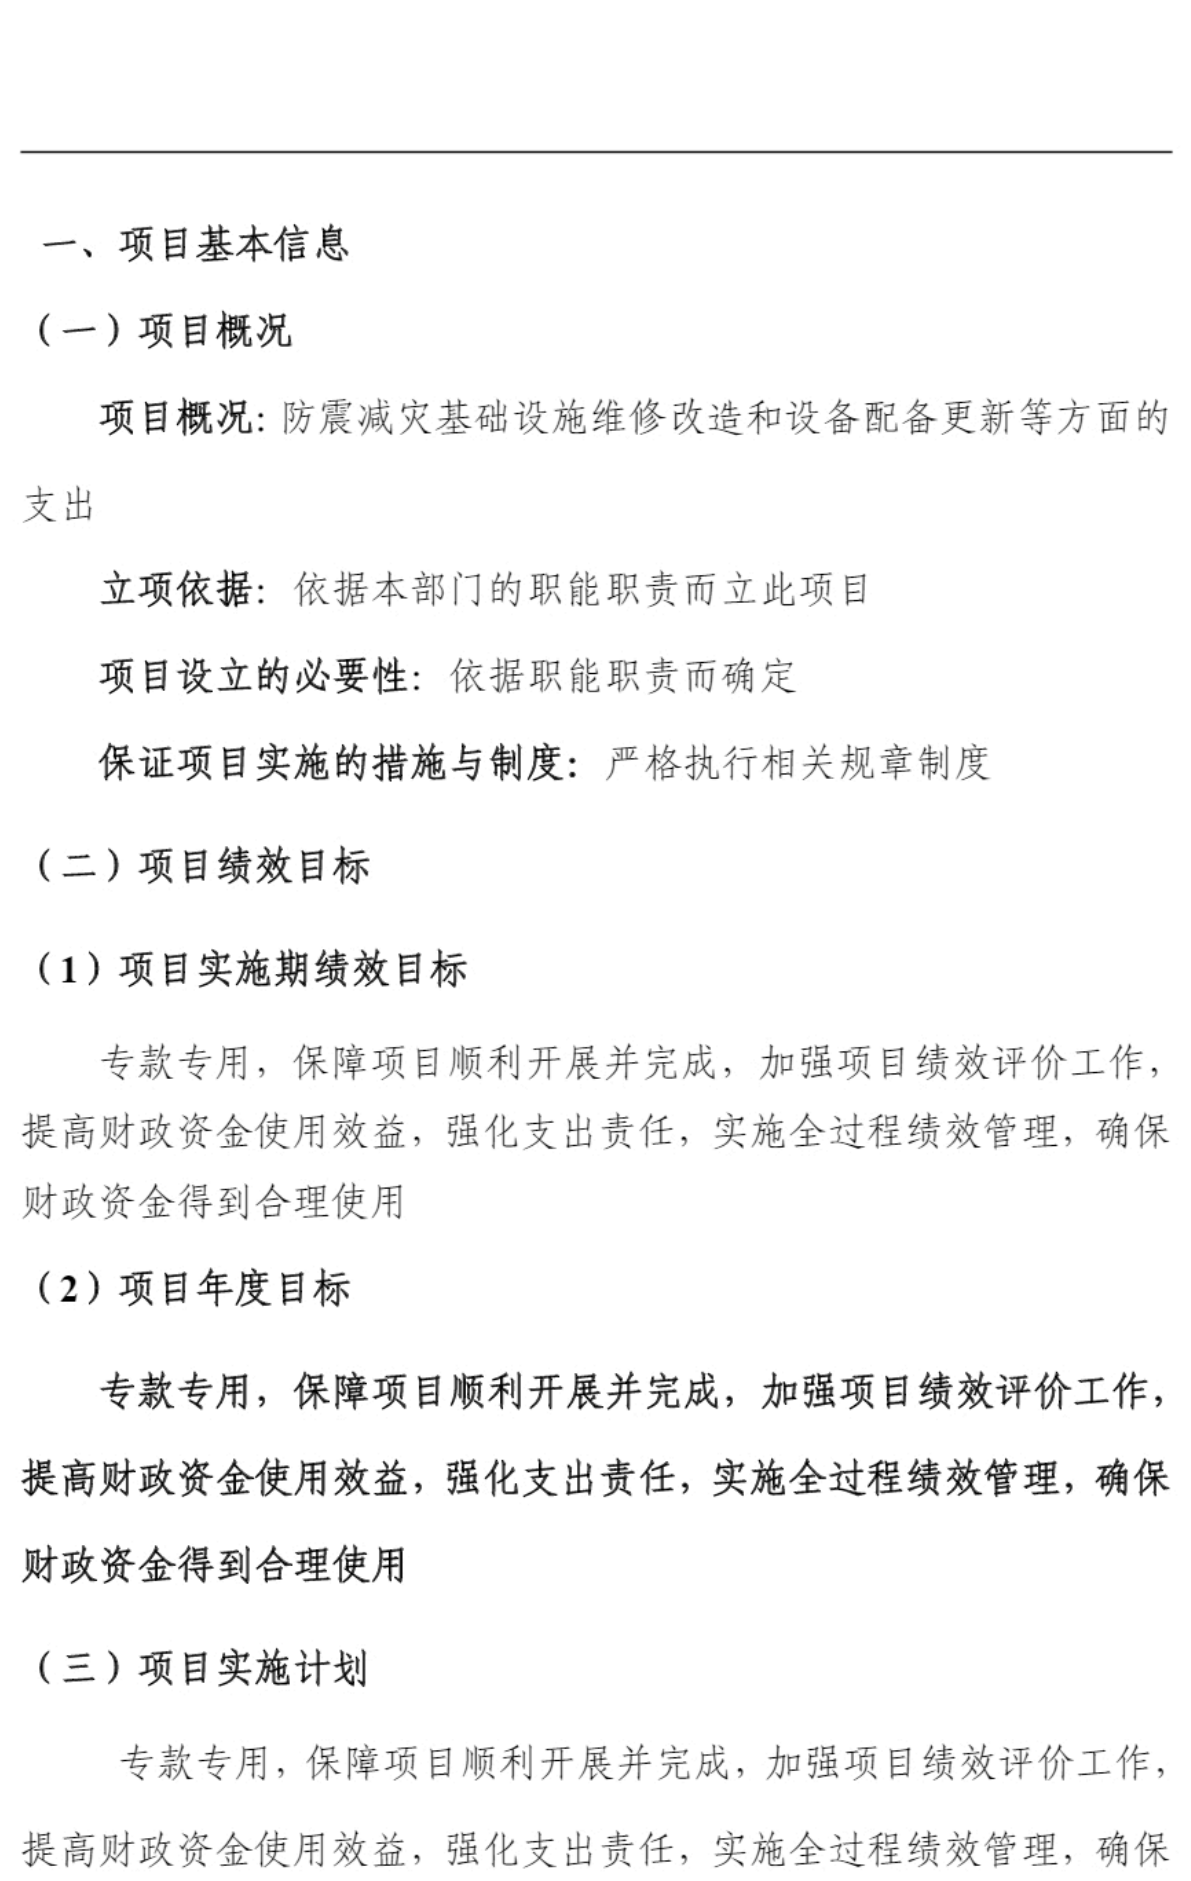 一、项目基本信息
（一）项目概况
项目概况：防震减灾基础设施维修改造和设备配备更新等方面的
支出
立项依据：依据本部门的职能职责而立此项目
项目设立的必要性：依据职能职责而确定
保证项目实施的措施与制度：严格执行相关规章制度
（二）项目绩效目标
（1）项目实施期绩效目标
专款专用，保障项目顺利开展并完成，加强项目绩效评价工作，
提高财政资金使用效益，强化支出责任，实施全过程绩效管理，确保
财政资金得到合理使用
（2）项目年度目标
专款专用，保障项目顺利开展并完成，加强项目绩效评价工作，
提高财政资金使用效益，强化支出责任，实施全过程绩效管理，确保
财政资金得到合理使用
（三）项目实施计划
专款专用，保障项目顺利开展并完成，加强项目绩效评价工作，
提高财政资金使用效益，强化支出责任，实施全过程绩效管理，确保